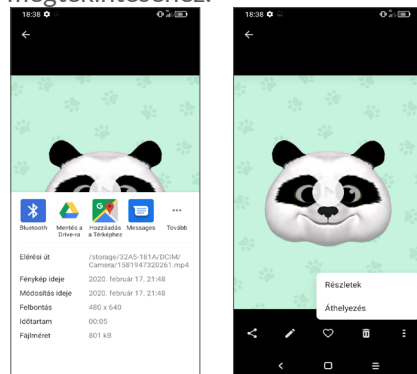 megtekintéséhez.
18:38
Bluetooth
Mentés a Drive-ra
Hozzáadás a Térképhez
Messages
Tovább
Elérési út /storage/32A5-181A/DCIM/
Camera/1581947320261.mp4
Fénykép ideje 2020. február 17. 21:48
Módosítás ideje 2020. február 17. 21:48
Felbontás 480 x 640
Időtartam 00:05
Fájlméret 801 kB
18:38
Részletek
Áthelyezés